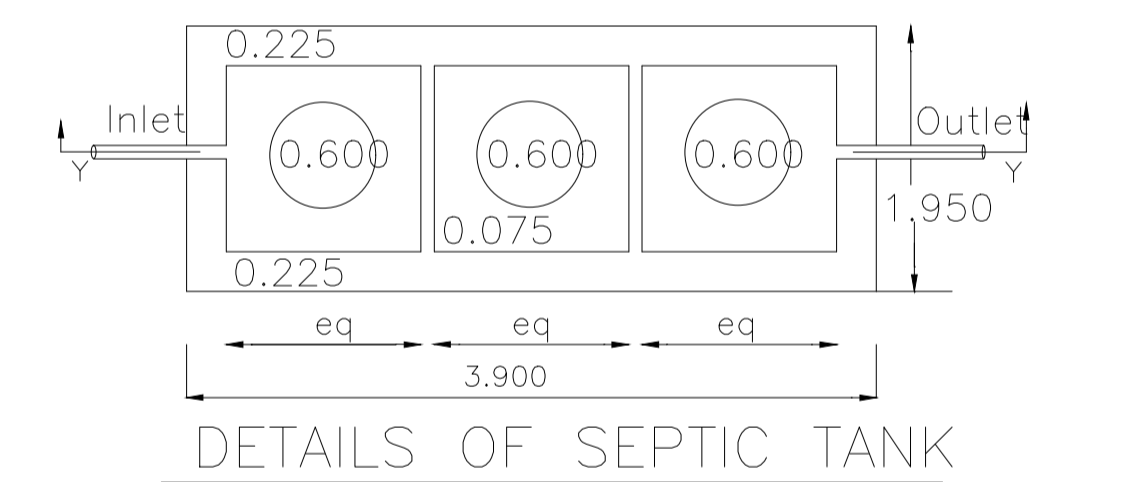 0.225
Inlet
Outlet
0.600
0.600
0.600
Y
Y
1.950
0.075
0.225
eq
eq
eq
3.900
DETAILS OF SEPTIC TANK